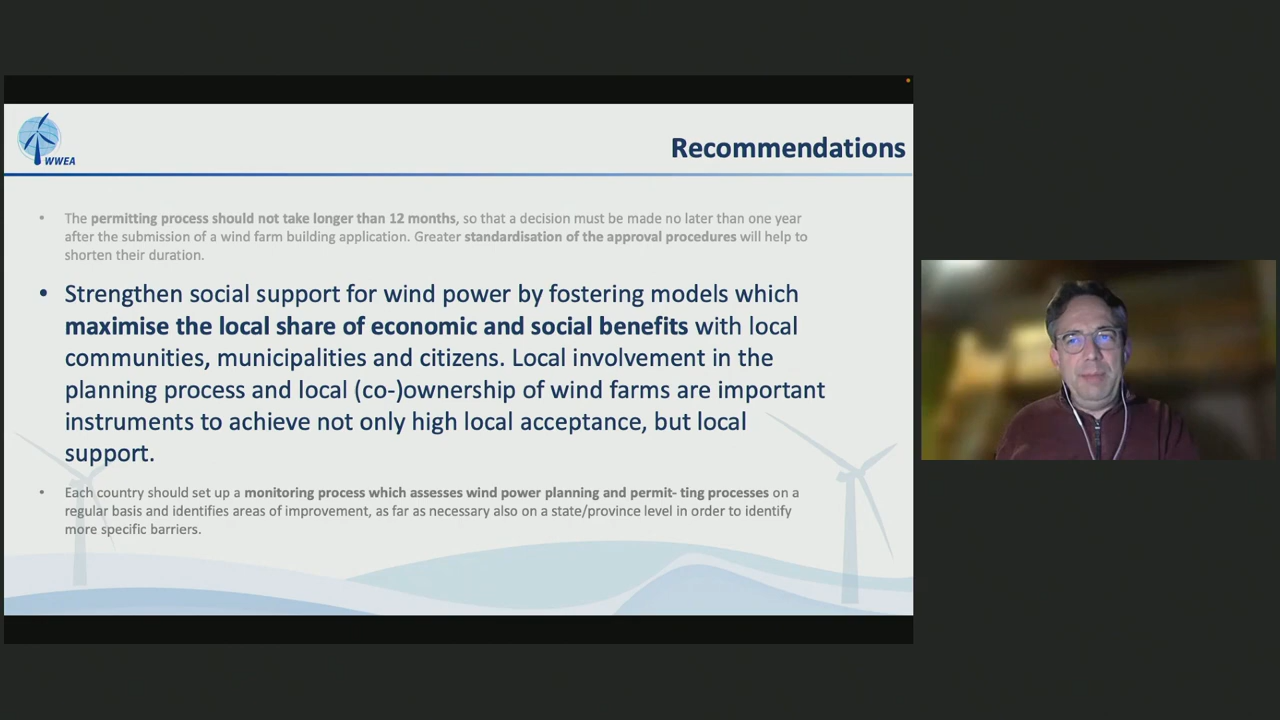 WWEA
Recommendations
• The permitting process should not take longer than 12 months, so that a decision must be made no later than one year
after the submission of a wind farm building application. Greater standardisation of the approval procedures will help to
shorten their duration.
• Strengthen social support for wind power by fostering models which
maximise the local share of economic and social benefits with local
communities, municipalities and citizens. Local involvement in the
planning process and local (co-)ownership of wind farms are important
instruments to achieve not only high local acceptance, but local
support.
• Each country should set up a monitoring process which assesses wind power planning and permit- ting processes on a
regular basis and identifies areas of improvement, as far as necessary also on a state/province level in order to identify
more specific barriers.